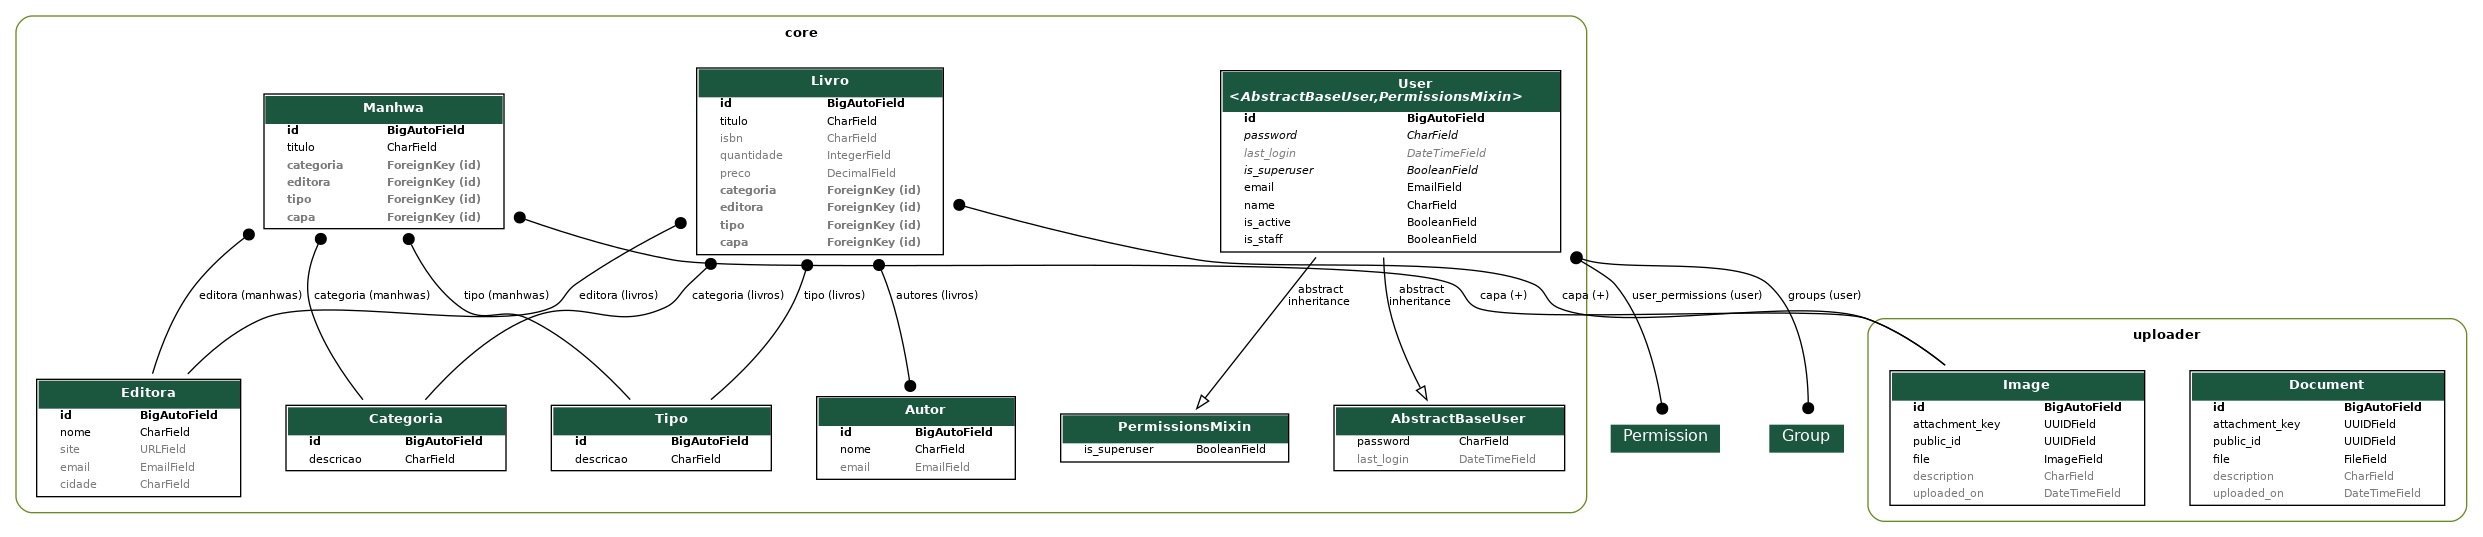 core
Manhwa
id BigAutoField
titulo CharField
categoria ForeignKey (id)
editora ForeignKey (id)
tipo ForeignKey (id)
capa ForeignKey (id)
Livro
id BigAutoField
titulo CharField
isbn CharField
quantidade IntegerField
preco DecimalField
categoria ForeignKey (id)
editora ForeignKey (id)
tipo ForeignKey (id)
capa ForeignKey (id)
User
<AbstractBaseUser,PermissionsMixin>
id BigAutoField
password CharField
last_login DateTimeField
is_superuser BooleanField
email EmailField
name CharField
is_active BooleanField
is_staff BooleanField
editora (manhwas)
categoria (manhwas)
tipo (manhwas)
editora (livros)
categoria (livros)
tipo (livros)
autores (livros)
abstract
inheritance
abstract
inheritance
capa (+)
capa (+)
user_permissions (user)
groups (user)
Editora
id BigAutoField
nome CharField
site URLField
email EmailField
cidade CharField
Categoria
id BigAutoField
descricao CharField
Tipo
id BigAutoField
descricao CharField
Autor
id BigAutoField
nome CharField
email EmailField
PermissionsMixin
is_superuser BooleanField
AbstractBaseUser
password CharField
last_login DateTimeField
Permission
Group
uploader
Image
id BigAutoField
attachment_key UUIDField
public_id UUIDField
file ImageField
description CharField
uploaded_on DateTimeField
Document
id BigAutoField
attachment_key UUIDField
public_id UUIDField
file FileField
description CharField
uploaded_on DateTimeField